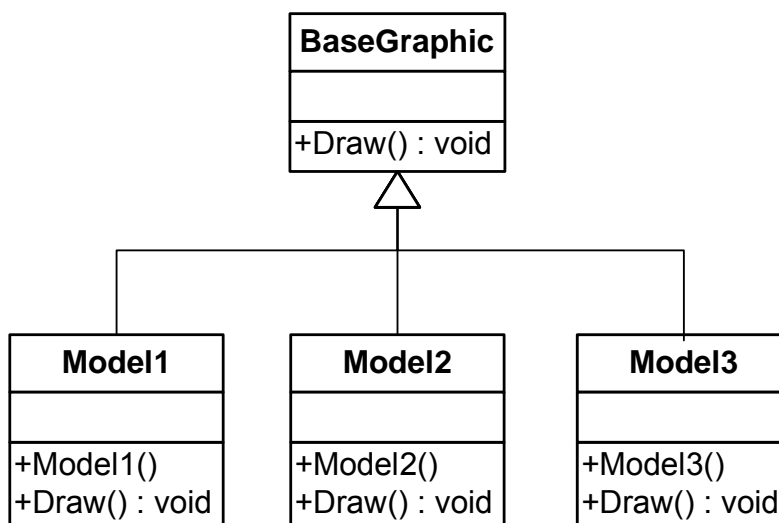 BaseGraphic
+Draw() : void
Model1
+Model1()
+Draw() : void
Model2
+Model2()
+Draw() : void
Model3
+Model3()
+Draw() : void